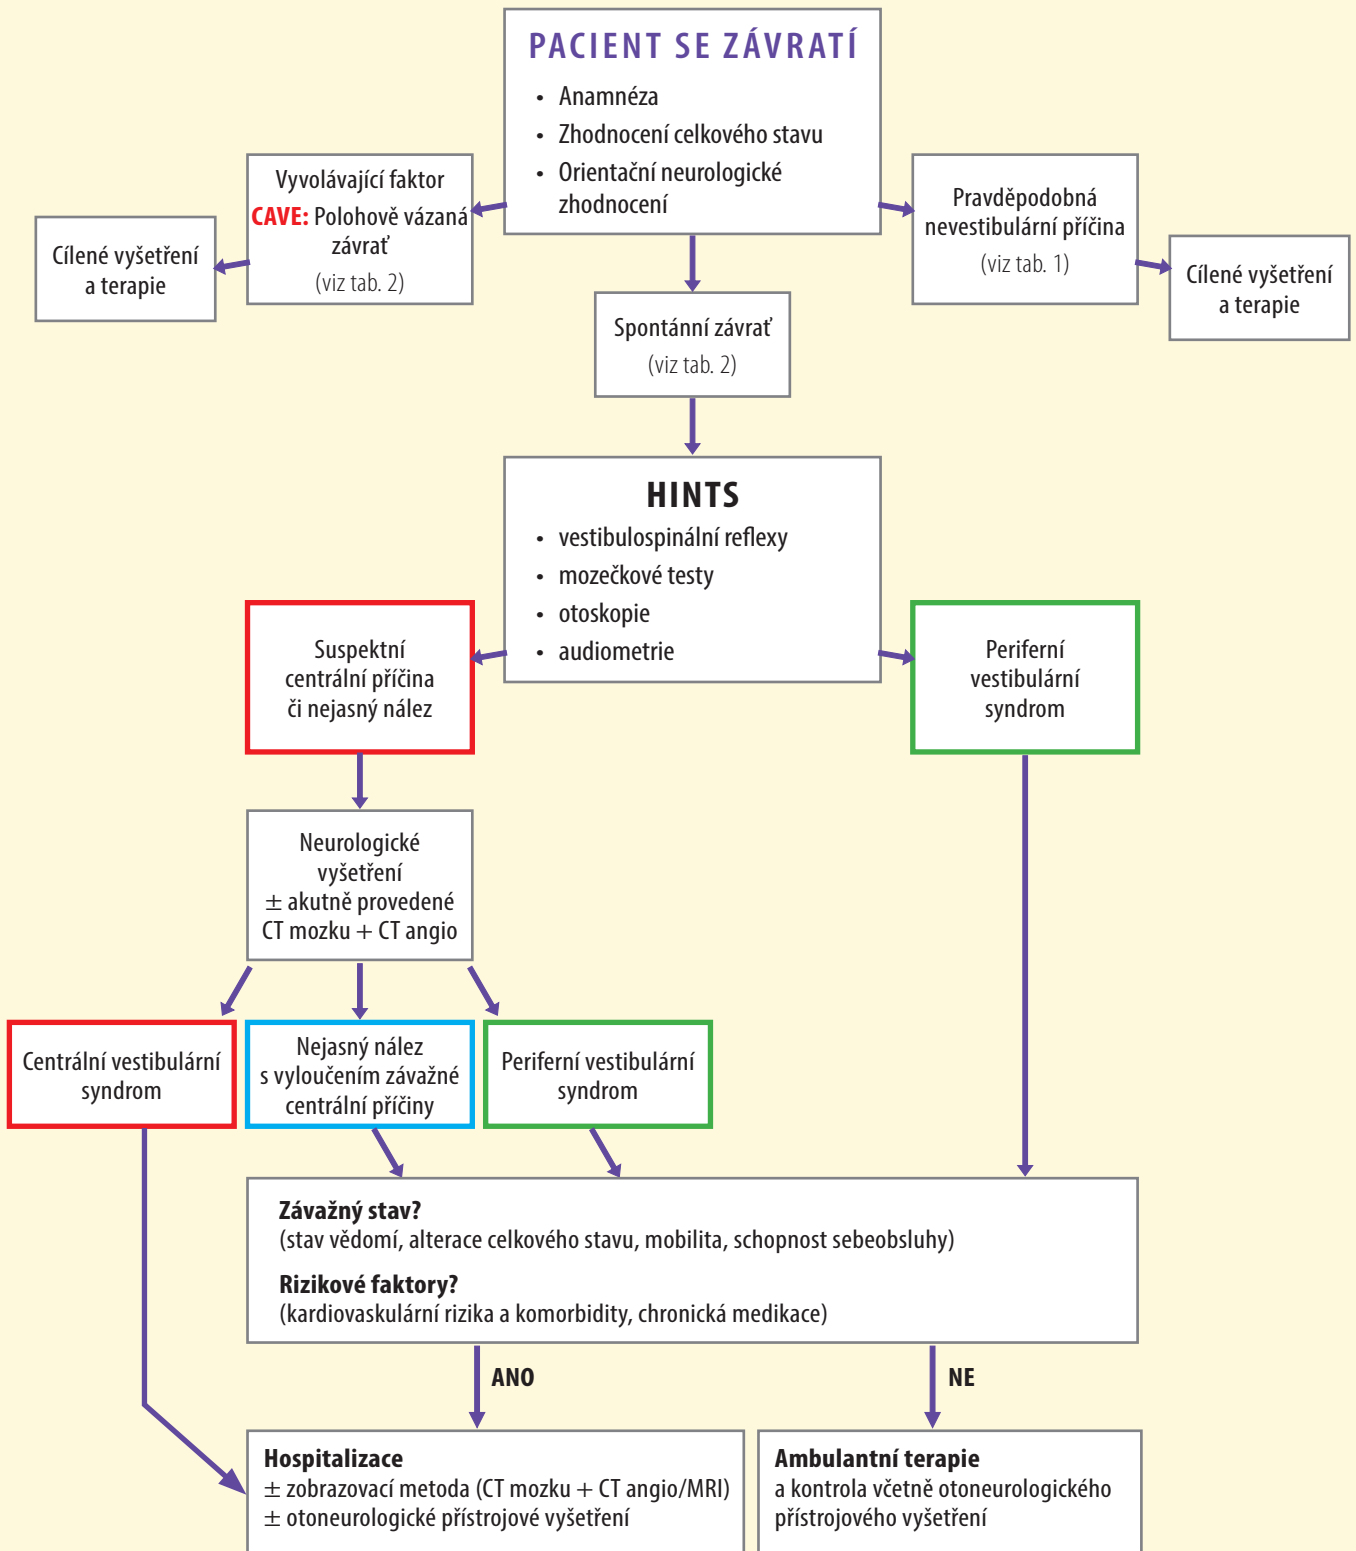 PACIENT SE ZÁVRATÍ
• Anamnéza
• Zhodnocení celkového stavu
• Orientační neurologické
zhodnocení
Vyvolávající faktor
CAVE: Polohově vázaná
závrať
(viz tab. 2)
Cílené vyšetření
a terapie
Pravděpodobná
nevestibulární příčina
(viz tab. 1)
Cílené vyšetření
a terapie
Spontánní závrať
(viz tab. 2)
HINTS
• vestibulospinální reflexy
• mozečkové testy
• otoskopie
• audiometrie
Suspektní
centrální příčina
či nejasný nález
Periferní
vestibulární
syndrom
Neurologické
vyšetření
± akutně provedené
CT mozku + CT angio
Centrální vestibulární
syndrom
Nejasný nález
s vyloučením závažné
centrální příčiny
Periferní vestibulární
syndrom
Závažný stav?
(stav vědomí, alterace celkového stavu, mobilita, schopnost sebeobsluhy)
Rizikové faktory?
(kardiovaskulární rizika a komorbidity, chronická medikace)
ANO
NE
Hospitalizace
± zobrazovací metoda (CT mozku + CT angio/MRI)
± otoneurologické přístrojové vyšetření
Ambulantní terapie
a kontrola včetně otoneurologického
přístrojového vyšetření